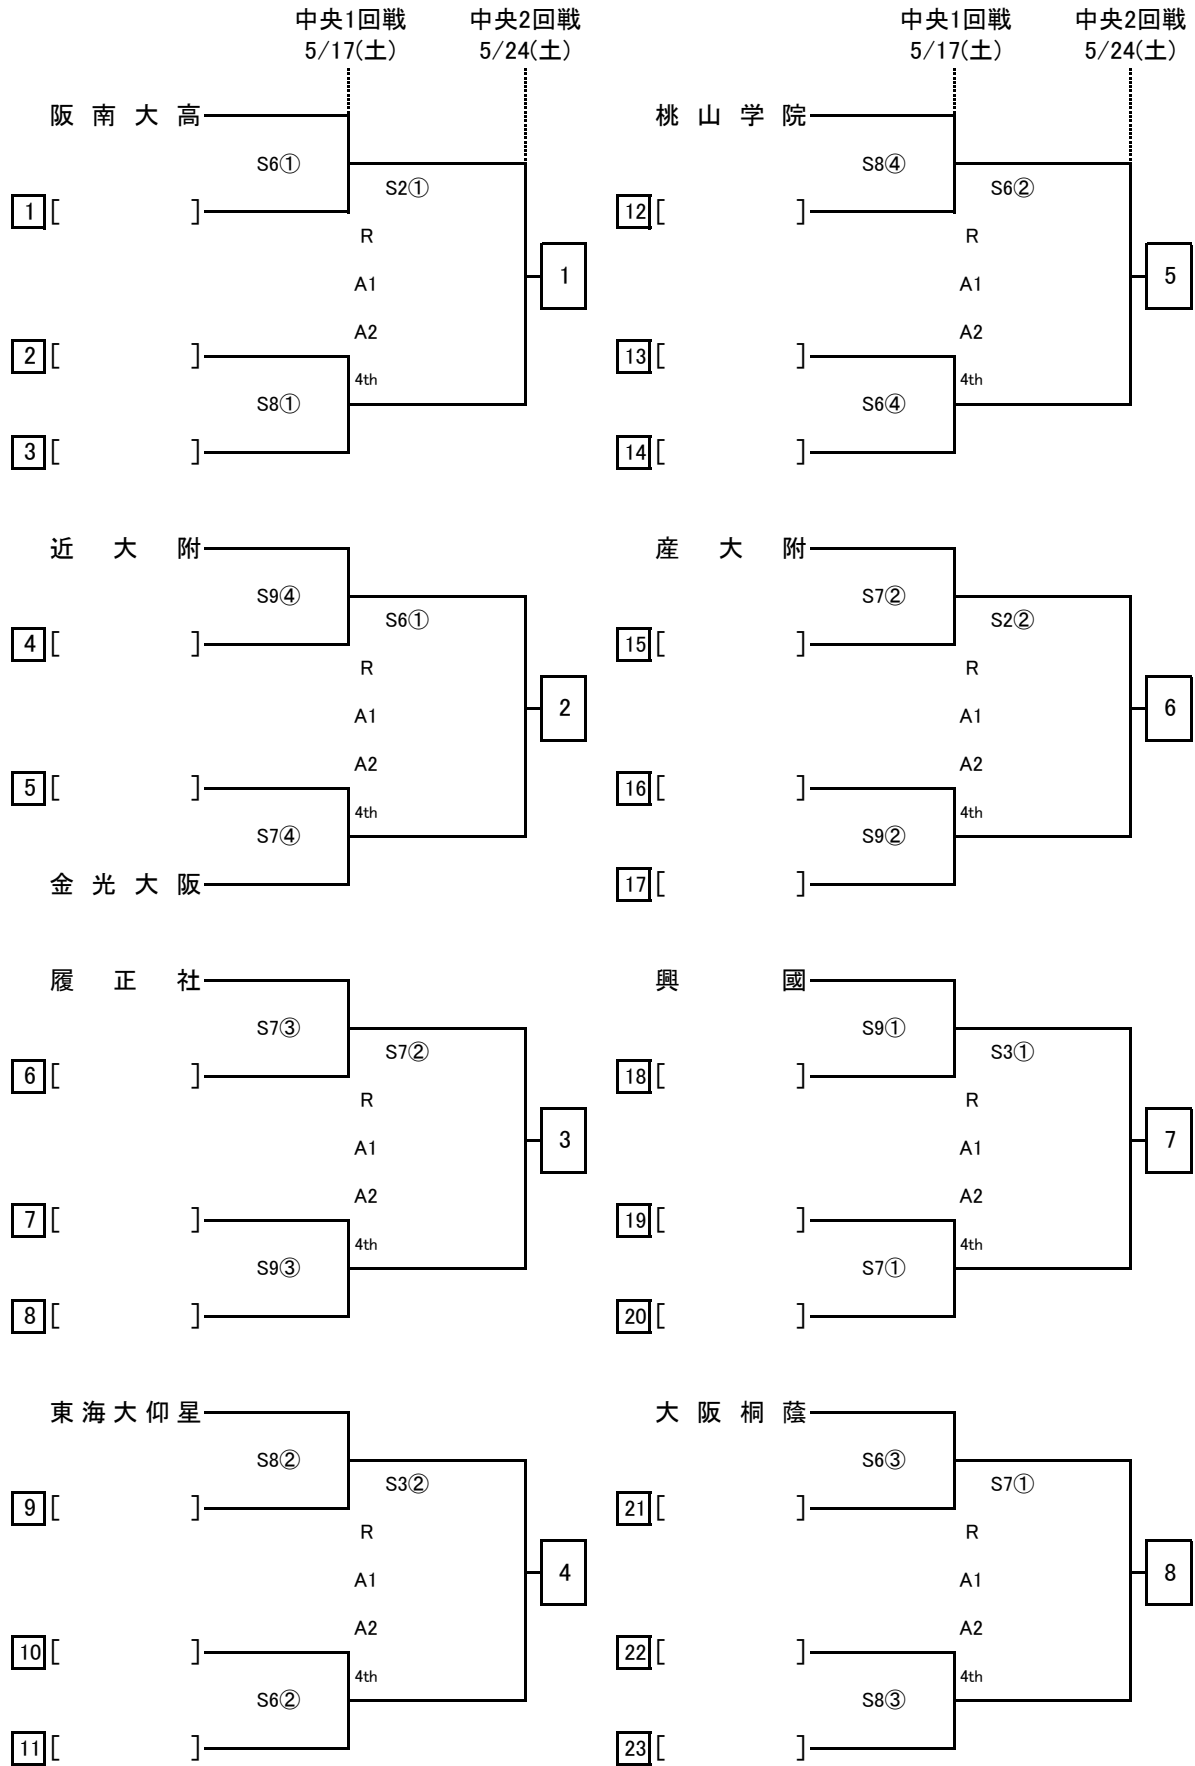 中央1回戦 中央2回戦
5/17(土) 5/24(土)
阪南大高
S6①
S2①
1 [ ]
R
A1
1
A2
2 [ ]
4th
S8①
3 [ ]
近大附
S9④
S6①
4 [ ]
R
A1
2
A2
5 [ ]
4th
S7④
金光大阪
履正社
S7③
S7②
6 [ ]
R
A1
3
A2
7 [ ]
4th
S9③
8 [ ]
東海大仰星
S8②
S3②
9 [ ]
R
A1
4
A2
10 [ ]
4th
S6②
11 [ ]
中央1回戦 中央2回戦
5/17(土) 5/24(土)
桃山学院
S8④
S6②
12 [ ]
R
A1
5
A2
13 [ ]
4th
S6④
14 [ ]
産大附
S7②
S2②
15 [ ]
R
A1
6
A2
16 [ ]
4th
S9②
17 [ ]
興國
S9①
S3①
18 [ ]
R
A1
7
A2
19 [ ]
4th
S7①
20 [ ]
大阪桐蔭
S6③
S7①
21 [ ]
R
A1
8
A2
22 [ ]
4th
S8③
23 [ ]